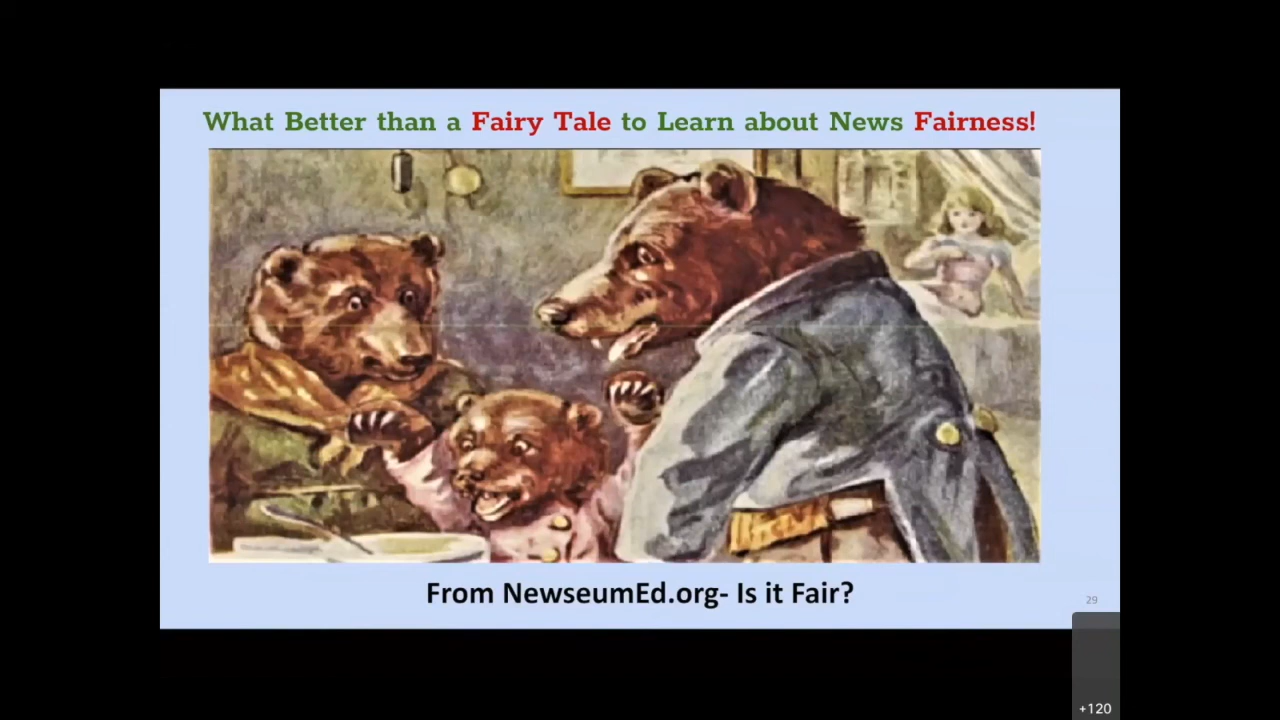 What Better than a Fairy Tale to Learn about News Fairness!
From NewseumEd.org- Is it Fair?
29
+120